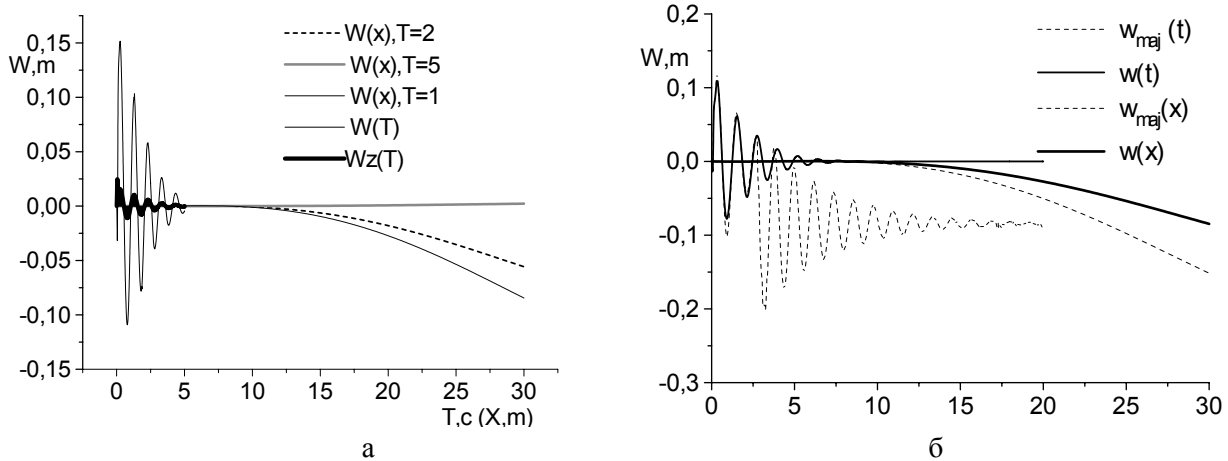 0,15
W,m
0,10
0,05
0,00
-0,05
-0,10
-0,15
0 5 10 15 20 25 30
T,c (X,m)
W(x),T=2
W(x),T=5
W(x),T=1
W(T)
Wz(T)
а
0,2
W,m
0,1
0,0
-0,1
-0,2
-0,3
0 5 10 15 20 25 30
w_maj (t)
w(t)
w_maj(x)
w(x)
б